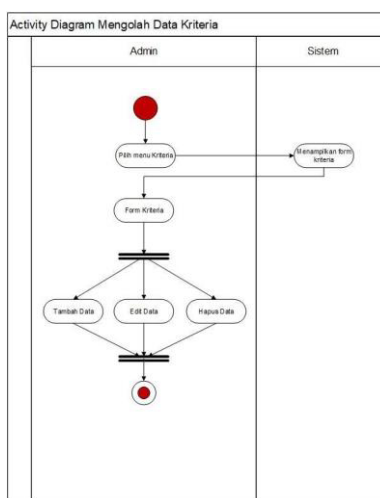 Activity Diagram Mengolah Data Kriteria
Admin
Sistem
Pilih menu Kriteria
Menampilkan form
kriteria
Form Kriteria
Tambah Data
Edit Data
Hapus Data